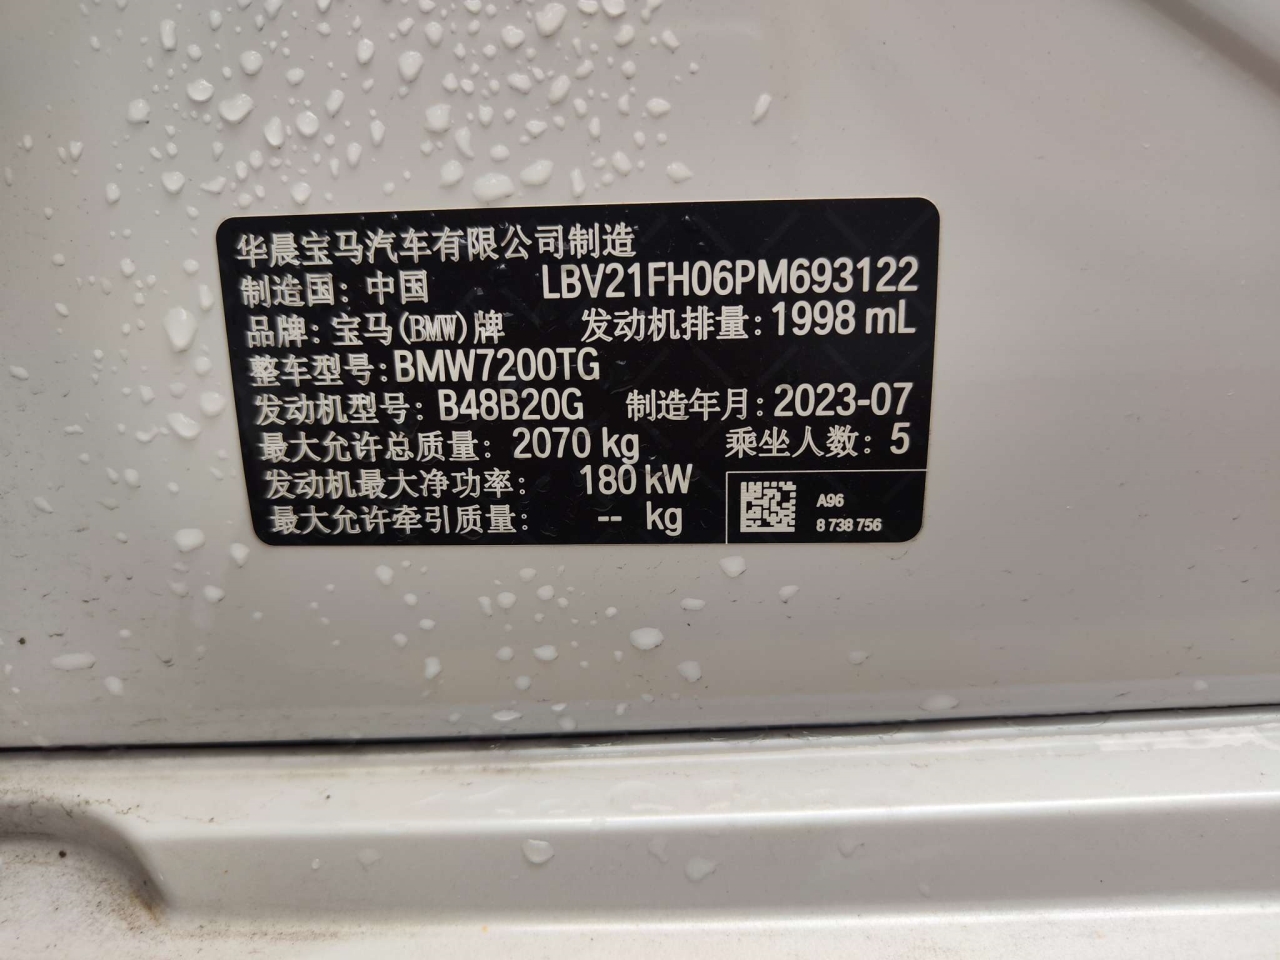 华晨宝马汽车有限公司制造
制造国：中国 LBV21FH06PM693122
品牌：宝马(BMW)牌 发动机排量：1998 mL
整车型号：BMW7200TG
发动机型号：B48B20G 制造年月：2023-07
最大允许总质量：2070 kg 乘坐人数：5
发动机最大净功率：180 kW
最大允许牵引质量：-- kg
A96
8 738 756